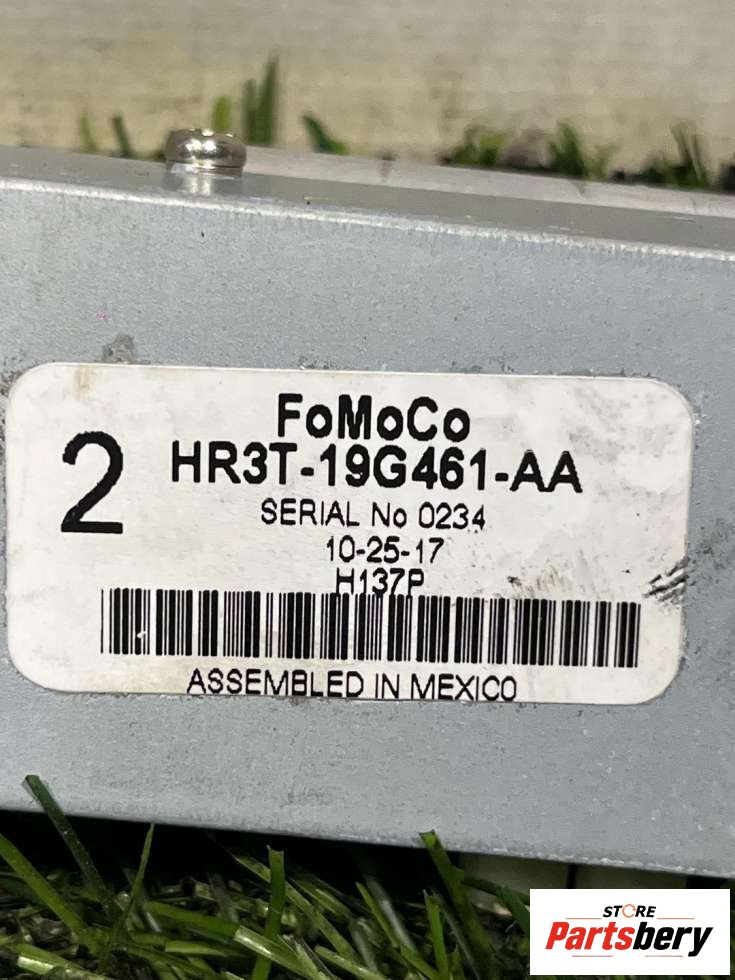 FoMoCo
2
HR3T-19G461-AA
SERIAL No 0234
10-25-17
H137P
ASSEMBLED IN MEXICO
STORE
Partsbery